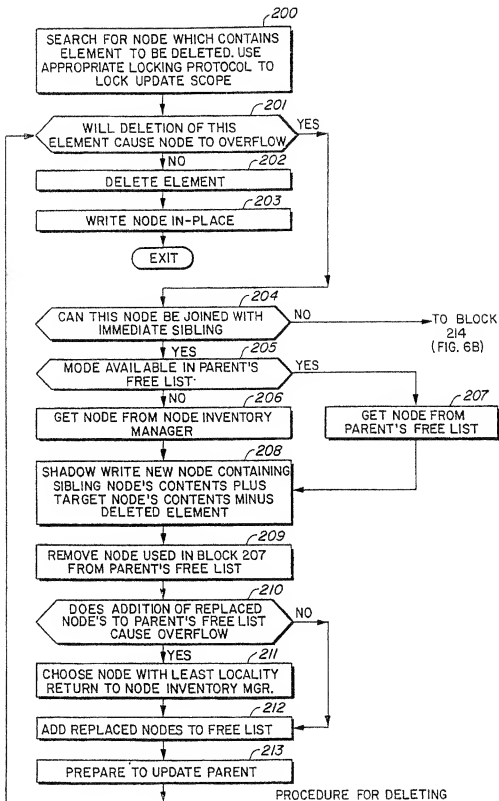 200
SEARCH FOR NODE WHICH CONTAINS
ELEMENT TO BE DELETED. USE
APPROPRIATE LOCKING PROTOCOL TO
LOCK UPDATE SCOPE
201
WILL DELETION OF THIS
ELEMENT CAUSE NODE TO OVERFLOW
YES
NO
202
DELETE ELEMENT
203
WRITE NODE IN-PLACE
EXIT
204
CAN THIS NODE BE JOINED WITH
IMMEDIATE SIBLING
NO
TO BLOCK
214
(FIG. 6B)
YES
205
MODE AVAILABLE IN PARENT'S
FREE LIST
YES
NO
206
GET NODE FROM NODE INVENTORY
MANAGER
207
GET NODE FROM
PARENT'S FREE LIST
208
SHADOW WRITE NEW NODE CONTAINING
SIBLING NODE'S CONTENTS PLUS
TARGET NODE'S CONTENTS MINUS
DELETED ELEMENT
209
REMOVE NODE USED IN BLOCK 207
FROM PARENT'S FREE LIST
210
DOES ADDITION OF REPLACED
NODE'S TO PARENT'S FREE LIST
CAUSE OVERFLOW
NO
YES
211
CHOOSE NODE WITH LEAST LOCALITY
RETURN TO NODE INVENTORY MGR.
212
ADD REPLACED NODES TO FREE LIST
213
PREPARE TO UPDATE PARENT
PROCEDURE FOR DELETING